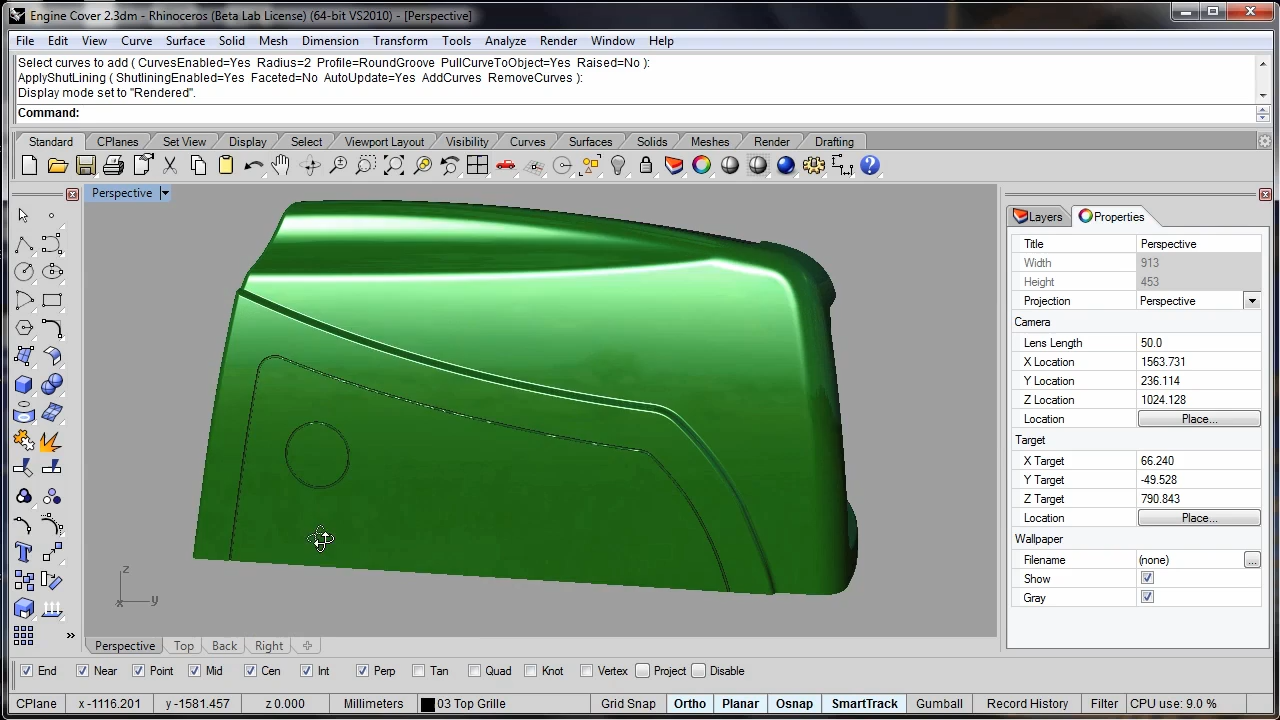 Engine Cover 2.3dm - Rhinoceros (Beta Lab License) (64-bit VS2010) - [Perspective]
File Edit View Curve Surface Solid Mesh Dimension Transform Tools Analyze Render Window Help
Select curves to add ( CurvesEnabled=Yes Radius=2 Profile=RoundGroove PullCurveToObject=Yes Raised=No ):
ApplyShutLining ( ShutliningEnabled=Yes Faceted=No AutoUpdate=Yes AddCurves RemoveCurves ):
Display mode set to "Rendered".
Command:
Standard CPlanes Set View Display Select Viewport Layout Visibility Curves Surfaces Solids Meshes Render Drafting
Perspective
Layers Properties
Title Perspective
Width 913
Height 453
Projection Perspective
Camera
Lens Length 50.0
X Location 1563.731
Y Location 236.114
Z Location 1024.128
Location Place...
Target
X Target 66.240
Y Target -49.528
Z Target 790.843
Location Place...
Wallpaper
Filename (none) ...
Show
Gray
z
x y
Perspective Top Back Right
End Near Point Mid Cen Int Perp Tan Quad Knot Vertex Project Disable
CPlane x -1116.201 y -1581.457 z 0.000 Millimeters 03 Top Grille Grid Snap Ortho Planar Osnap SmartTrack Gumball Record History Filter CPU use: 9.0 %